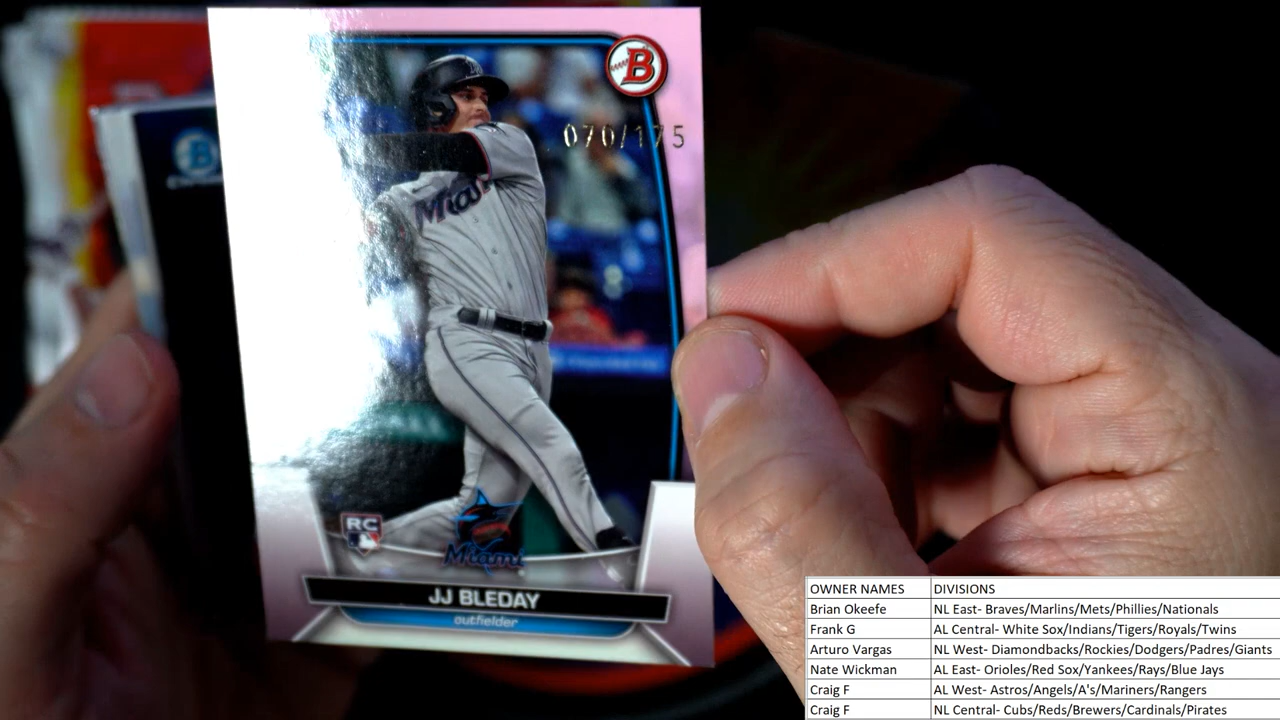 B
070/175
B
Miami
RC
Miami
JJ BLEDAY
outfielder
OWNER NAMES DIVISIONS
Brian Okeefe NL East- Braves/Marlins/Mets/Phillies/Nationals
Frank G AL Central- White Sox/Indians/Tigers/Royals/Twins
Arturo Vargas NL West- Diamondbacks/Rockies/Dodgers/Padres/Giants
Nate Wickman AL East- Orioles/Red Sox/Yankees/Rays/Blue Jays
Craig F AL West- Astros/Angels/A's/Mariners/Rangers
Craig F NL Central- Cubs/Reds/Brewers/Cardinals/Pirates